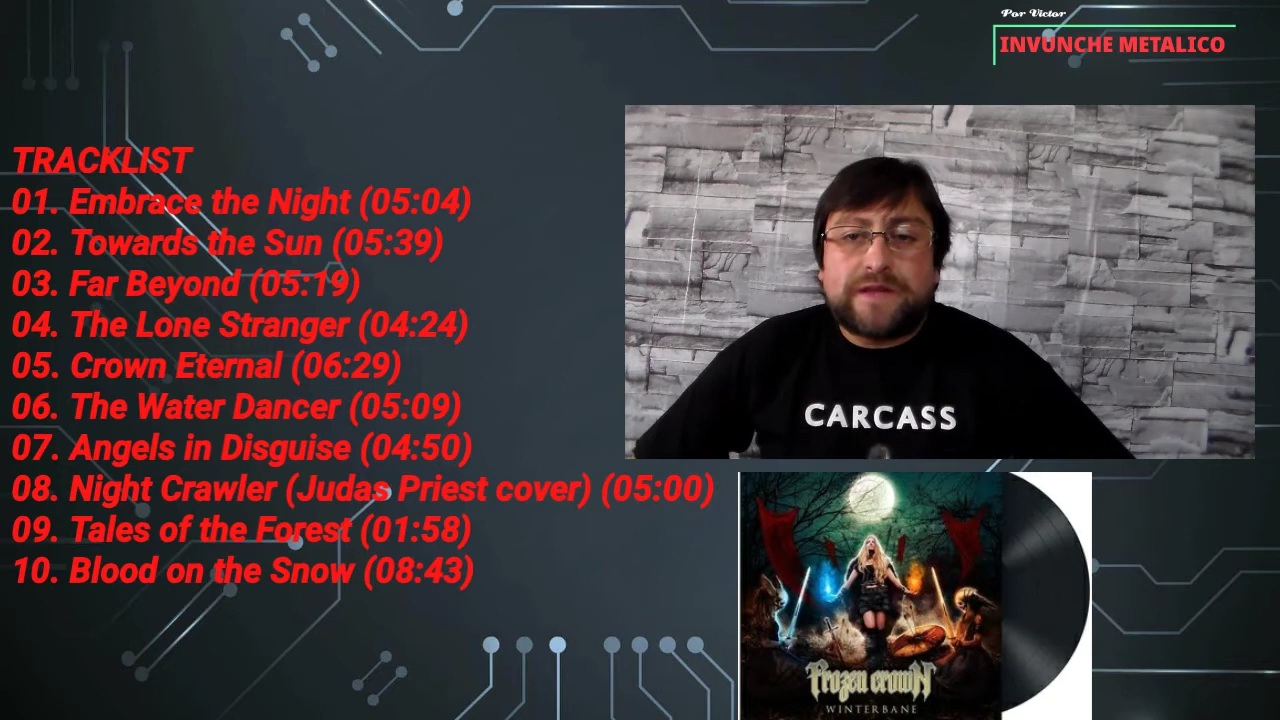 Por Victor
INVUNCHE METALICO
TRACKLIST
01. Embrace the Night (05:04)
02. Towards the Sun (05:39)
03. Far Beyond (05:19)
04. The Lone Stranger (04:24)
05. Crown Eternal (06:29)
06. The Water Dancer (05:09)
07. Angels in Disguise (04:50)
08. Night Crawler (Judas Priest cover) (05:00)
09. Tales of the Forest (01:58)
10. Blood on the Snow (08:43)
CARCASS
frozen crown
WINTERBANE